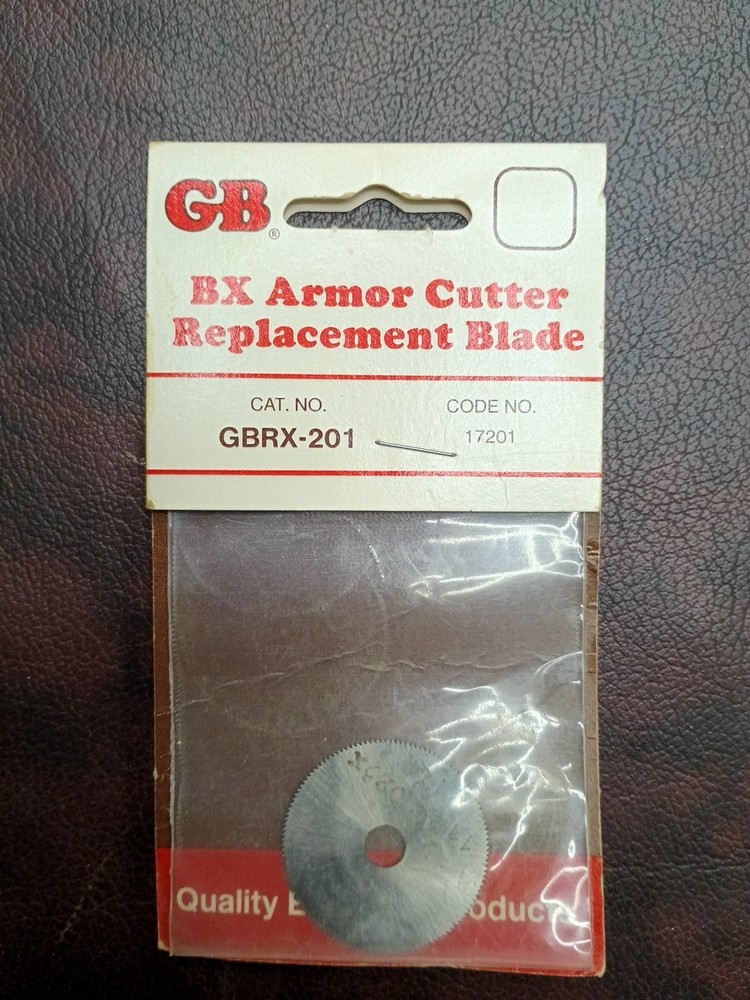 GB®
BX Armor Cutter
Replacement Blade
CAT. NO.
CODE NO.
GBRX-201
17201
Quality